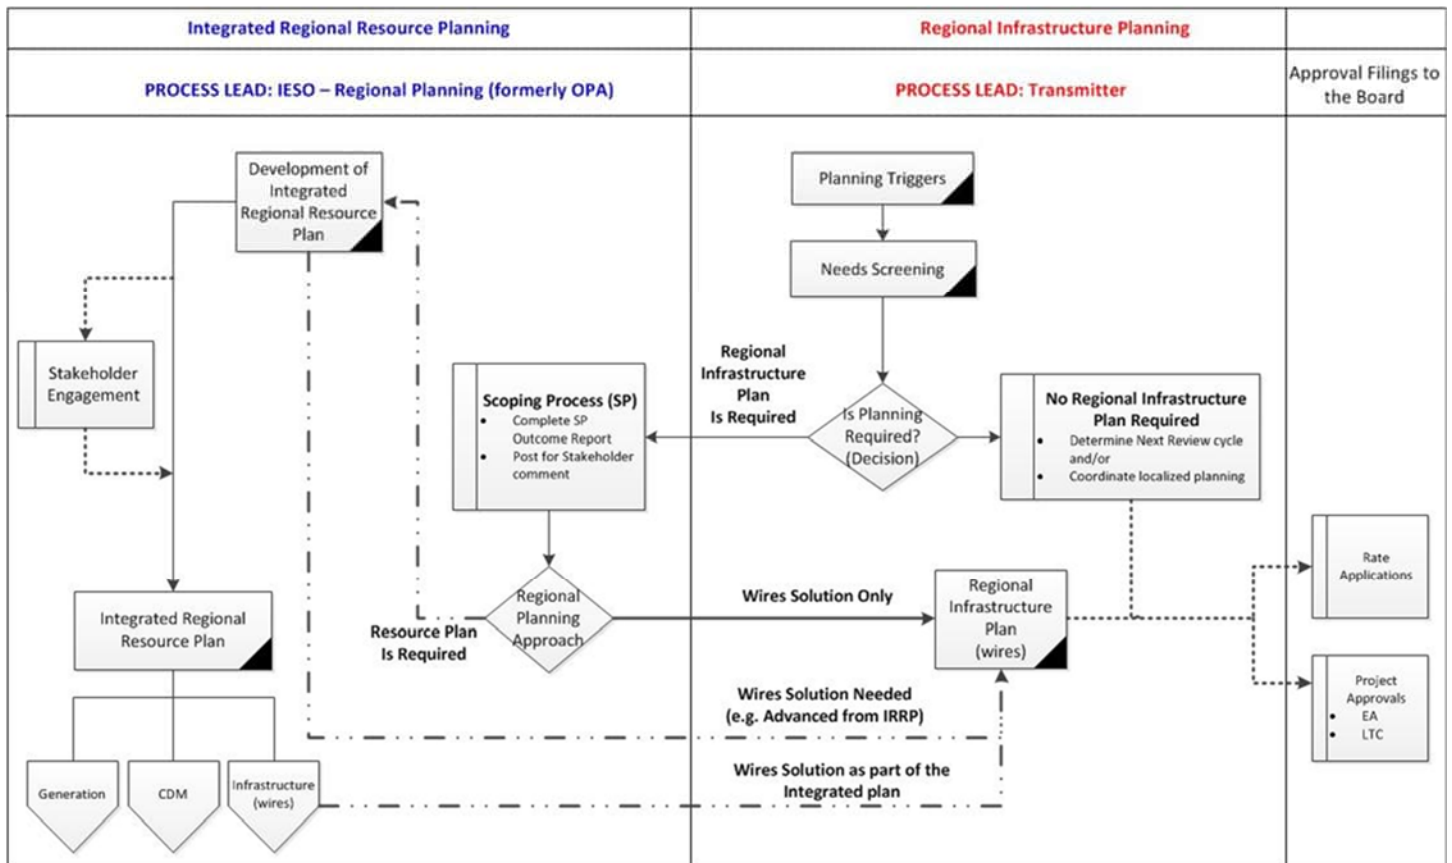 Integrated Regional Resource Planning
Regional Infrastructure Planning
PROCESS LEAD: IESO – Regional Planning (formerly OPA)
PROCESS LEAD: Transmitter
Approval Filings to
the Board
Development of
Integrated
Regional Resource
Plan
Planning Triggers
Needs Screening
Stakeholder
Engagement
Scoping Process (SP)
• Complete SP
Outcome Report
• Post for Stakeholder
comment
Regional
Infrastructure
Plan
Is Required
Is Planning
Required?
(Decision)
No Regional Infrastructure
Plan Required
• Determine Next Review cycle
and/or
• Coordinate localized planning
Rate
Applications
Integrated Regional
Resource Plan
Resource Plan
Is Required
Regional
Planning
Approach
Wires Solution Only
Regional
Infrastructure
Plan
(wires)
Project
Approvals
• EA
• LTC
Wires Solution Needed
(e.g. Advanced from IRRP)
Wires Solution as part of the
Integrated plan
Generation
CDM
Infrastructure
(wires)